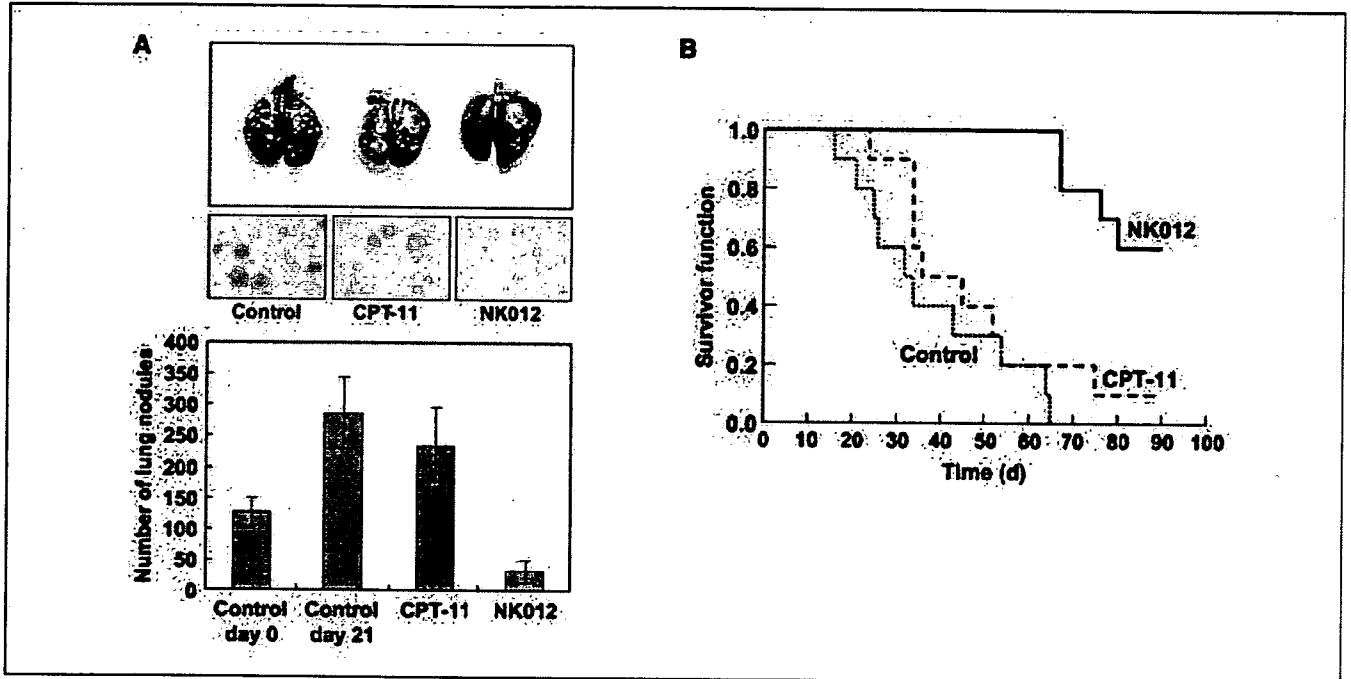 A
Control CPT-11 NK012
Number of lung nodules
400
350
300
250
200
150
100
50
0
Control Control CPT-11 NK012
day 0 day 21
B
Survivor function
1.0
0.8
0.6
0.4
0.2
0.0
NK012
Control
CPT-11
0 10 20 30 40 50 60 70 80 90 100
Time (d)